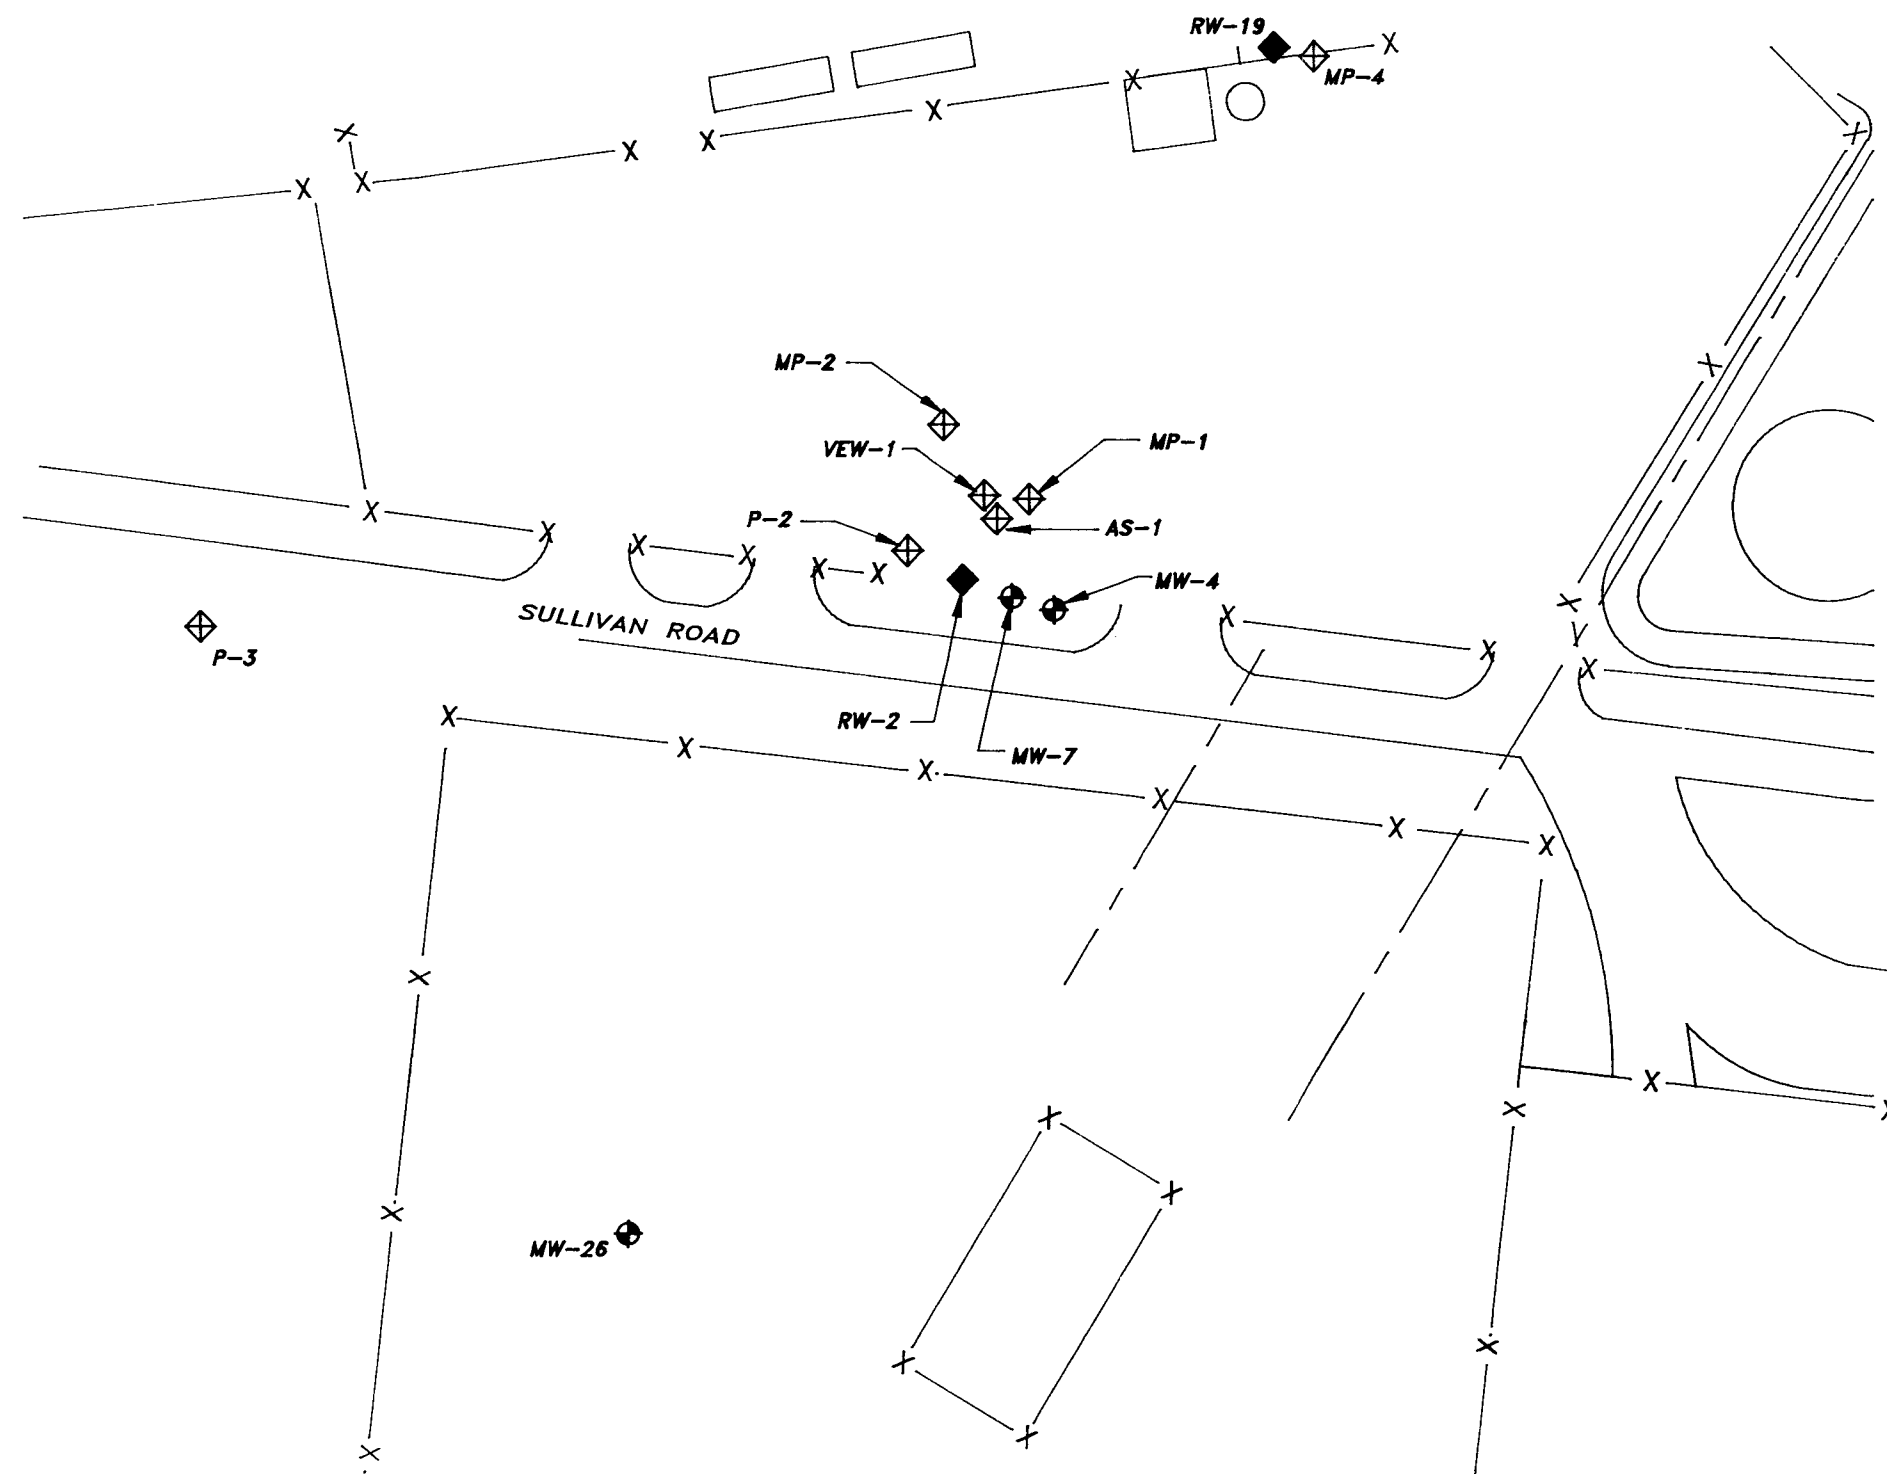 RW-19
MP-4
MP-2
VEW-1
MP-1
P-2
AS-1
MW-4
SULLIVAN ROAD
P-3
RW-2
MW-7
MW-26